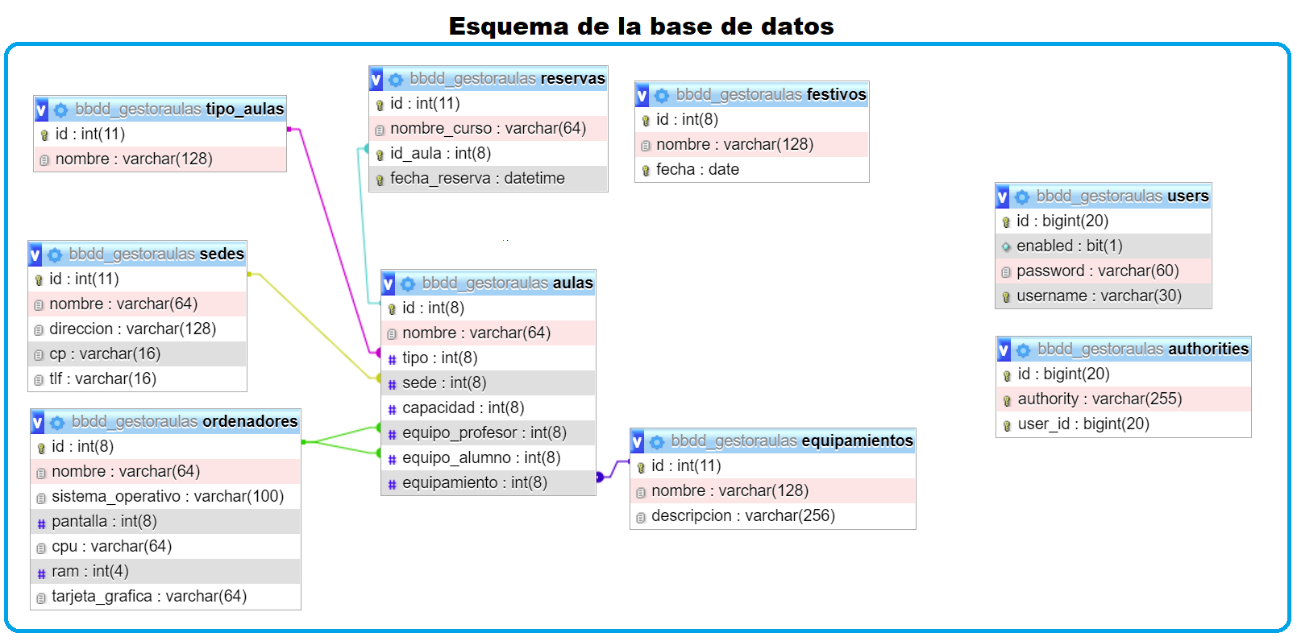 Esquema de la base de datos
bbdd_gestoraulas tipo_aulas
id : int(11)
nombre : varchar(128)
bbdd_gestoraulas reservas
id : int(11)
nombre_curso : varchar(64)
id_aula : int(8)
fecha_reserva : datetime
bbdd_gestoraulas festivos
id : int(8)
nombre : varchar(128)
fecha : date
bbdd_gestoraulas users
id : bigint(20)
enabled : bit(1)
password : varchar(60)
username : varchar(30)
bbdd_gestoraulas sedes
id : int(11)
nombre : varchar(64)
direccion : varchar(128)
cp : varchar(16)
tlf : varchar(16)
bbdd_gestoraulas aulas
id : int(8)
nombre : varchar(64)
tipo : int(8)
sede : int(8)
capacidad : int(8)
equipo_profesor : int(8)
equipo_alumno : int(8)
equipamiento : int(8)
bbdd_gestoraulas authorities
id : bigint(20)
authority : varchar(255)
user_id : bigint(20)
bbdd_gestoraulas ordenadores
id : int(8)
nombre : varchar(64)
sistema_operativo : varchar(100)
pantalla : int(8)
cpu : varchar(64)
ram : int(4)
tarjeta_grafica : varchar(64)
bbdd_gestoraulas equipamientos
id : int(11)
nombre : varchar(128)
descripcion : varchar(256)